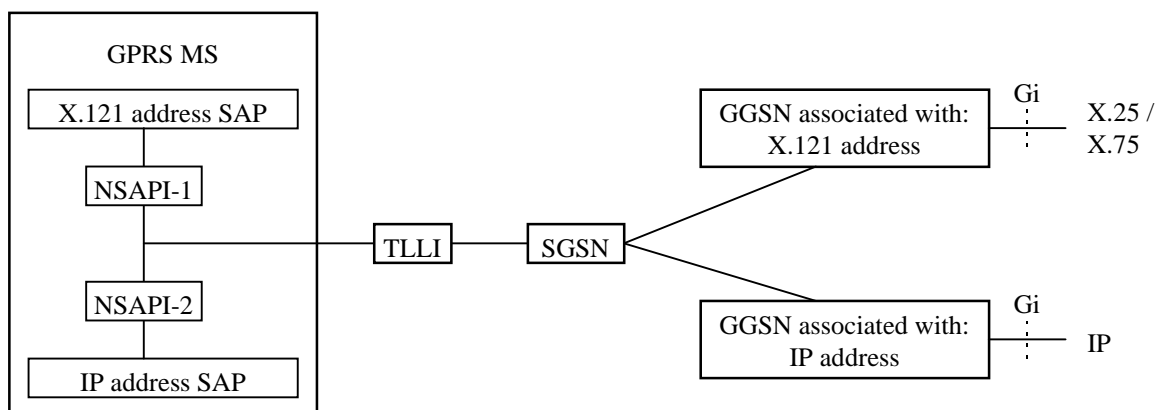 GPRS MS
X.121 address SAP
NSAPI-1
NSAPI-2
IP address SAP
TLLI
SGSN
GGSN associated with:
X.121 address
Gi
X.25 /
X.75
GGSN associated with:
IP address
Gi
IP